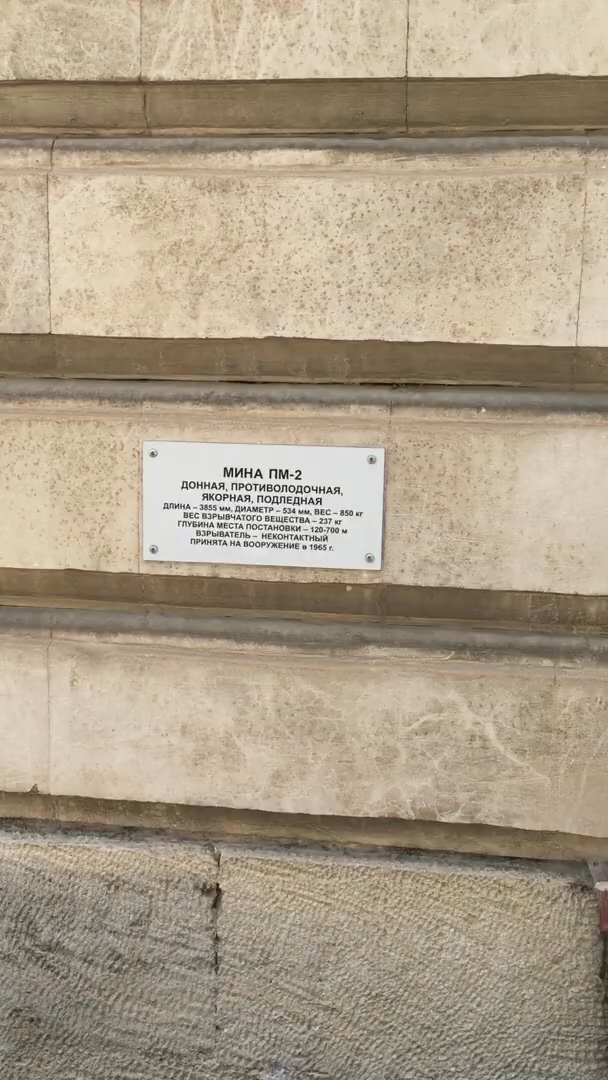 МИНА ПМ-2
ДОННАЯ, ПРОТИВОЛОДОЧНАЯ,
ЯКОРНАЯ, ПОДЛЕДНАЯ
ДЛИНА – 3855 мм, ДИАМЕТР – 534 мм, ВЕС – 850 кг
ВЕС ВЗРЫВЧАТОГО ВЕЩЕСТВА – 237 кг
ГЛУБИНА МЕСТА ПОСТАНОВКИ – 120-700 м
ВЗРЫВАТЕЛЬ – НЕКОНТАКТНЫЙ
ПРИНЯТА НА ВООРУЖЕНИЕ в 1965 г.